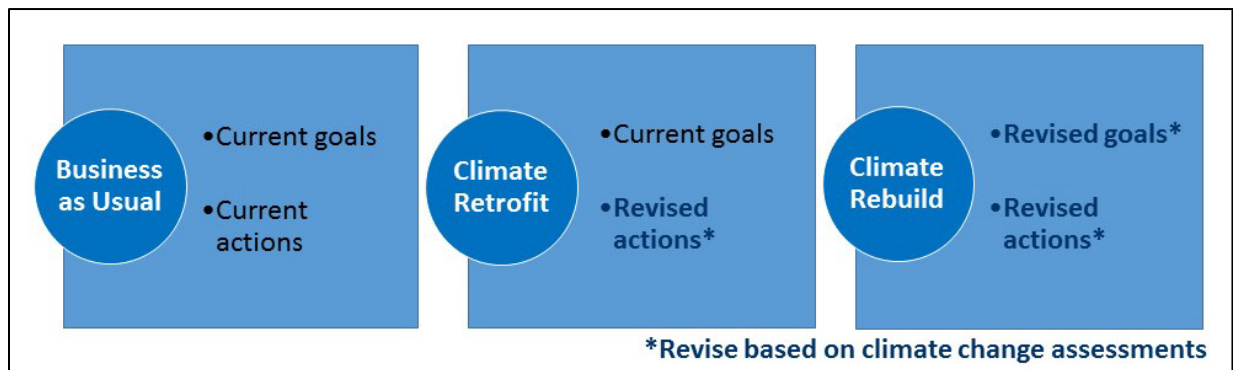 Business
as Usual
•Current goals
•Current
actions
Climate
Retrofit
•Current goals
•Revised
actions*
Climate
Rebuild
•Revised goals*
•Revised
actions*
*Revise based on climate change assessments